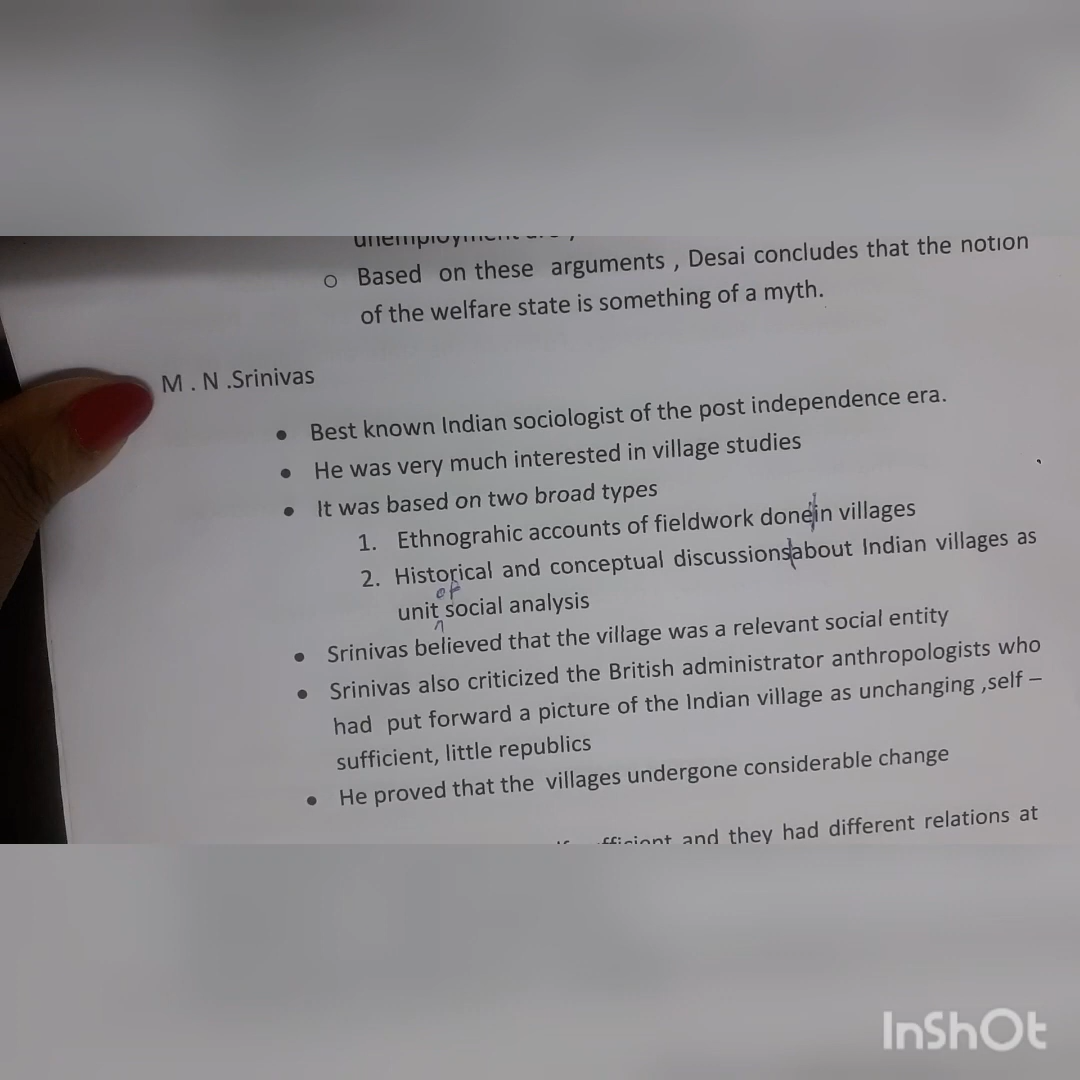 ○ Based on these arguments , Desai concludes that the notion
of the welfare state is something of a myth.
M . N .Srinivas
• Best known Indian sociologist of the post independence era.
• He was very much interested in village studies
• It was based on two broad types
1. Ethnograhic accounts of fieldwork done|in villages
2. Historical and conceptual discussions|about Indian villages as
of
unit ^ social analysis
• Srinivas believed that the village was a relevant social entity
• Srinivas also criticized the British administrator anthropologists who
had put forward a picture of the Indian village as unchanging ,self –
sufficient, little republics
• He proved that the villages undergone considerable change
and they had different relations at
InShOt